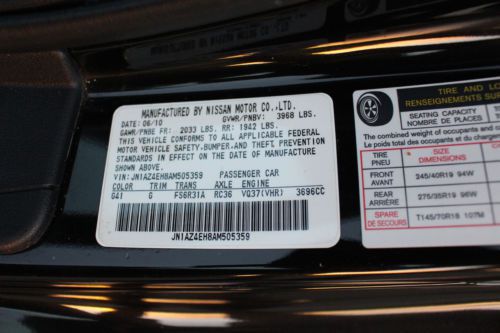 MANUFACTURED BY NISSAN MOTOR CO.,LTD.
DATE: 06/10 GVWR/PNBV: 3968 LBS.
GAWR/PNBE FR: 2033 LBS. RR: 1942 LBS.
THIS VEHICLE CONFORMS TO ALL APPLICABLE FEDERAL
MOTOR VEHICLE SAFETY,BUMPER,AND THEFT PREVENTION
STANDARDS IN EFFECT ON THE DATE OF MANUFACTURE
SHOWN ABOVE.
VIN:JN1AZ4EH8AM505359 PASSENGER CAR
COLOR TRIM TRANS AXLE ENGINE
G41 G FS6R31A RC36 VQ37(VHR) 3696CC
JN1AZ4EH8AM505359
TIRE AND LO
RENSEIGNEMENTS SUR
SEATING CAPACITY
NOMBRE DE PLACES
The combined weight of occupants and
Le poids total des occupants
TIRE SIZE
PNEU DIMENSIONS
FRONT
AVANT 245/40R19 94W
REAR
ARRIÈRE 275/35R19 96W
SPARE
DE SECOURS T145/70R18 107M